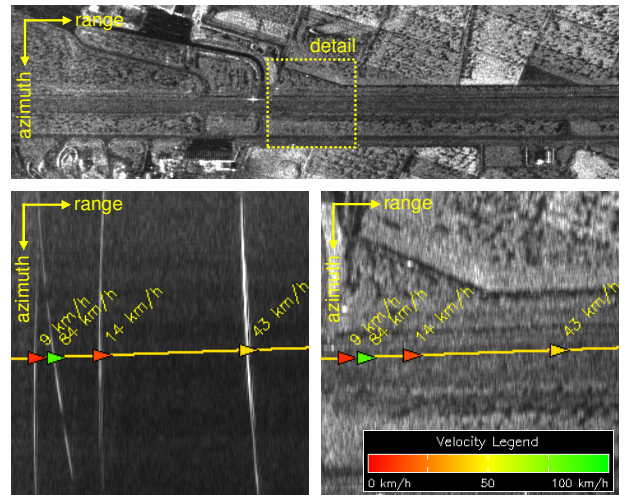 range
azimuth
detail
range
azimuth
9 km/h
84 km/h
14 km/h
43 km/h
range
azimuth
9 km/h
84 km/h
14 km/h
43 km/h
Velocity Legend
0 km/h 50 100 km/h